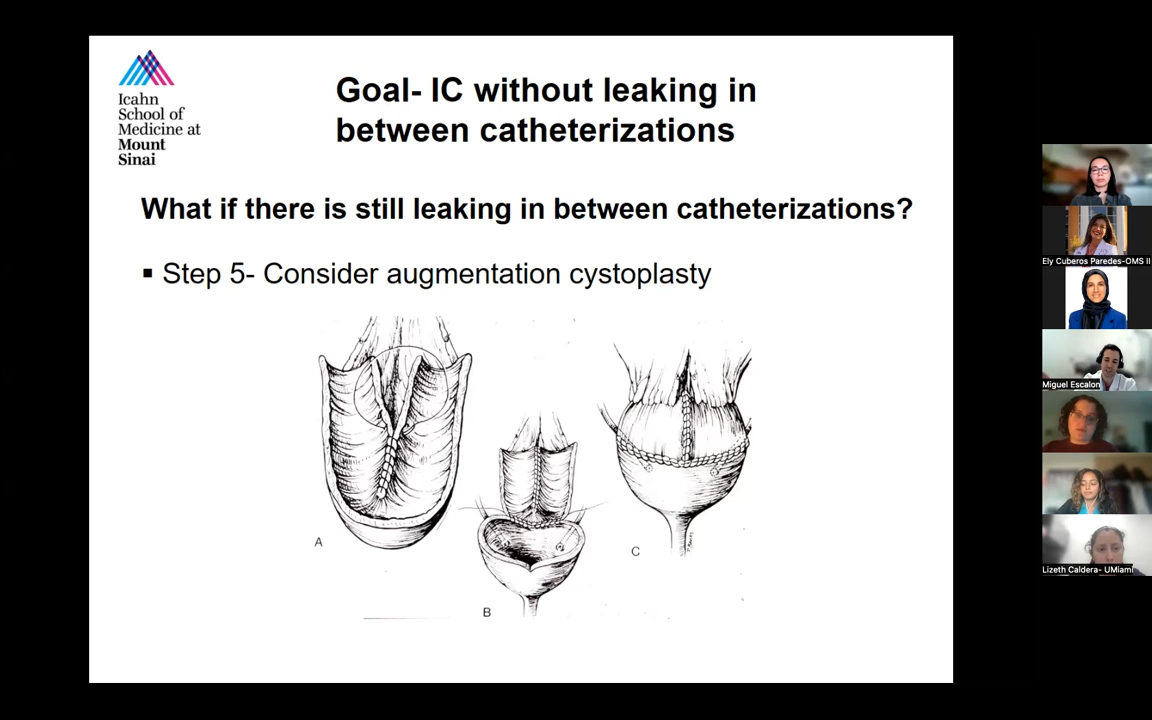 Icahn
School of
Medicine at
Mount
Sinai
Goal- IC without leaking in
between catheterizations
What if there is still leaking in between catheterizations?
▪ Step 5- Consider augmentation cystoplasty
A
B
C
Ely Cuberos Paredes-OMS II
Miguel Escalon
Lizeth Caldera- UMiami